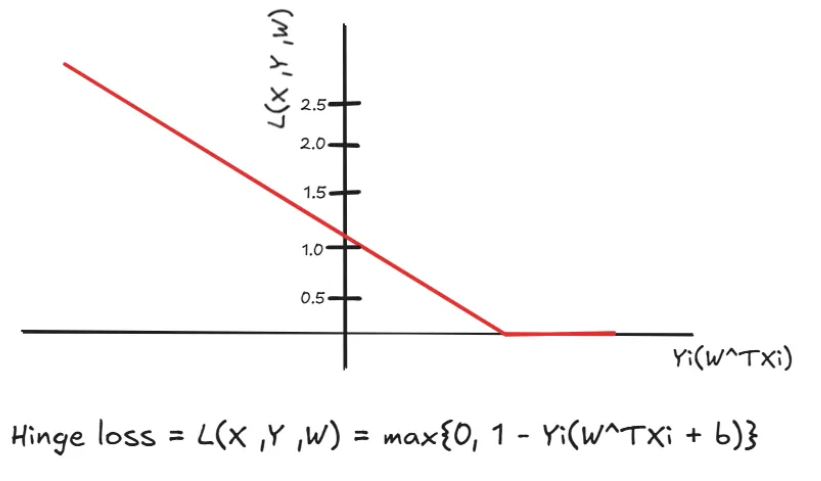 L(X ,Y ,W)
2.5
2.0
1.5
1.0
0.5
Yi(W^TXi)
Hinge loss = L(X ,Y ,W) = max{0, 1 - Yi(W^TXi + b)}